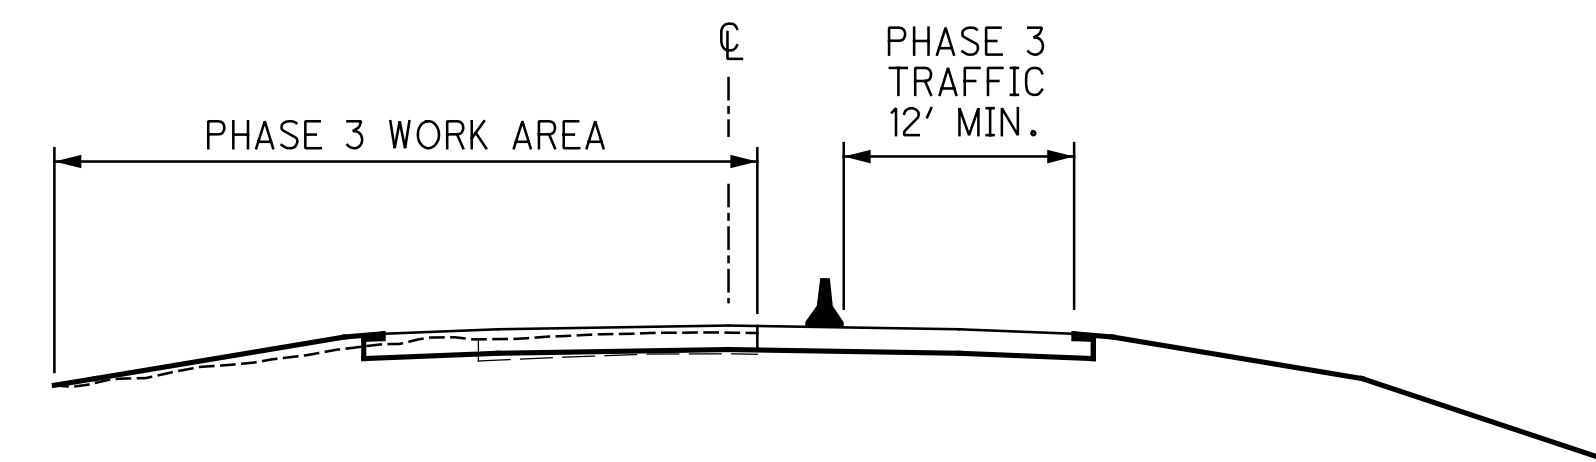 ℄
PHASE 3
TRAFFIC
12' MIN.
PHASE 3 WORK AREA